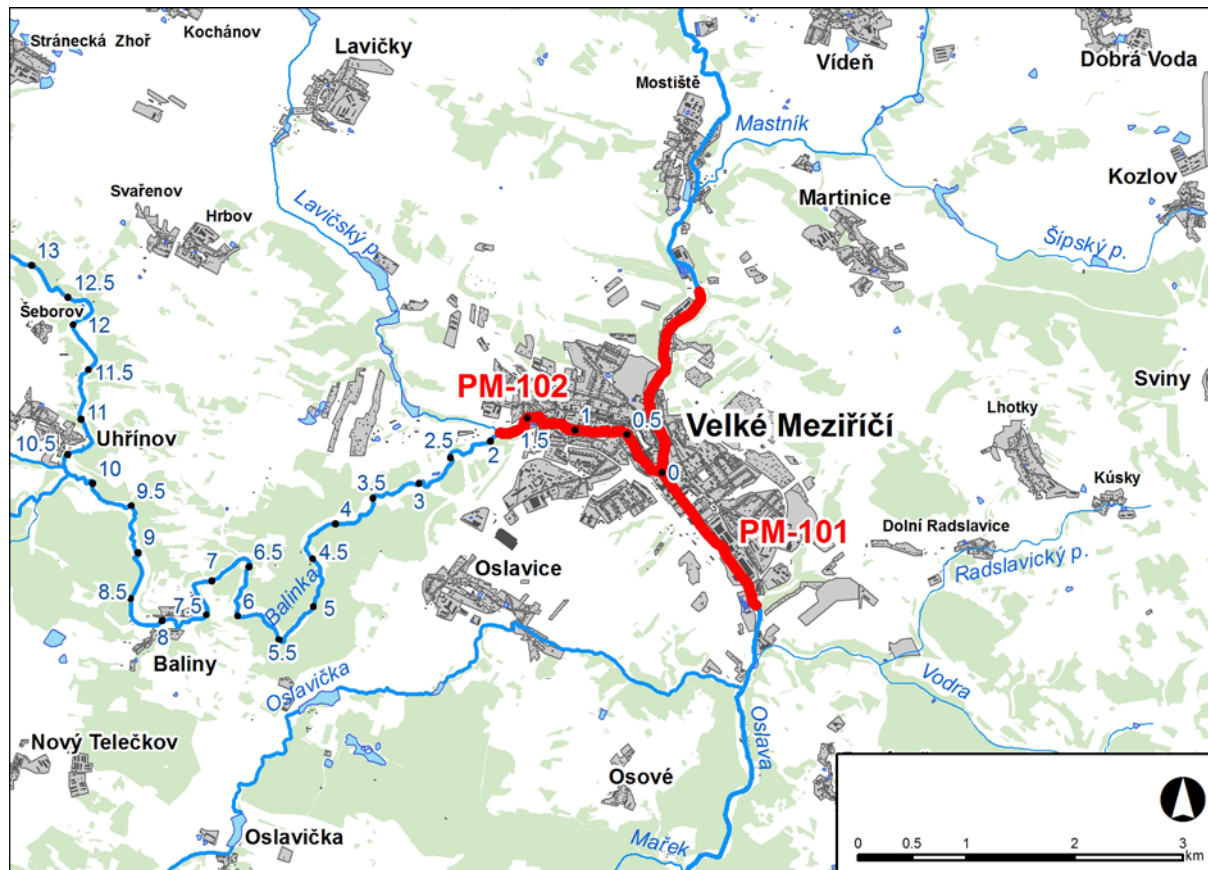 Kochánov
Stránecká Zhoř
Lavičky
Vídeň
Dobrá Voda
Mostiště
Mastník
Svařenov
Hrbov
Lavičský p.
Martinice
Kozlov
Šípský p.
13
12.5
Šeborov
12
11.5
PM-102
11
Uhřínov
10.5
10
2.5
2
1.5
1
0.5
Velké Meziříčí
Sviny
Lhotky
9.5
3.5
3
0
Kúsky
9
4
PM-101
Dolní Radslavice
Radslavický p.
8.5
7
6.5
4.5
Oslavice
7.5
6
Balinka
5
8
Baliny
5.5
Oslavička
Vodra
Oslava
Nový Telečkov
Osové
Oslavička
Mařek
0 0.5 1 2 3
km